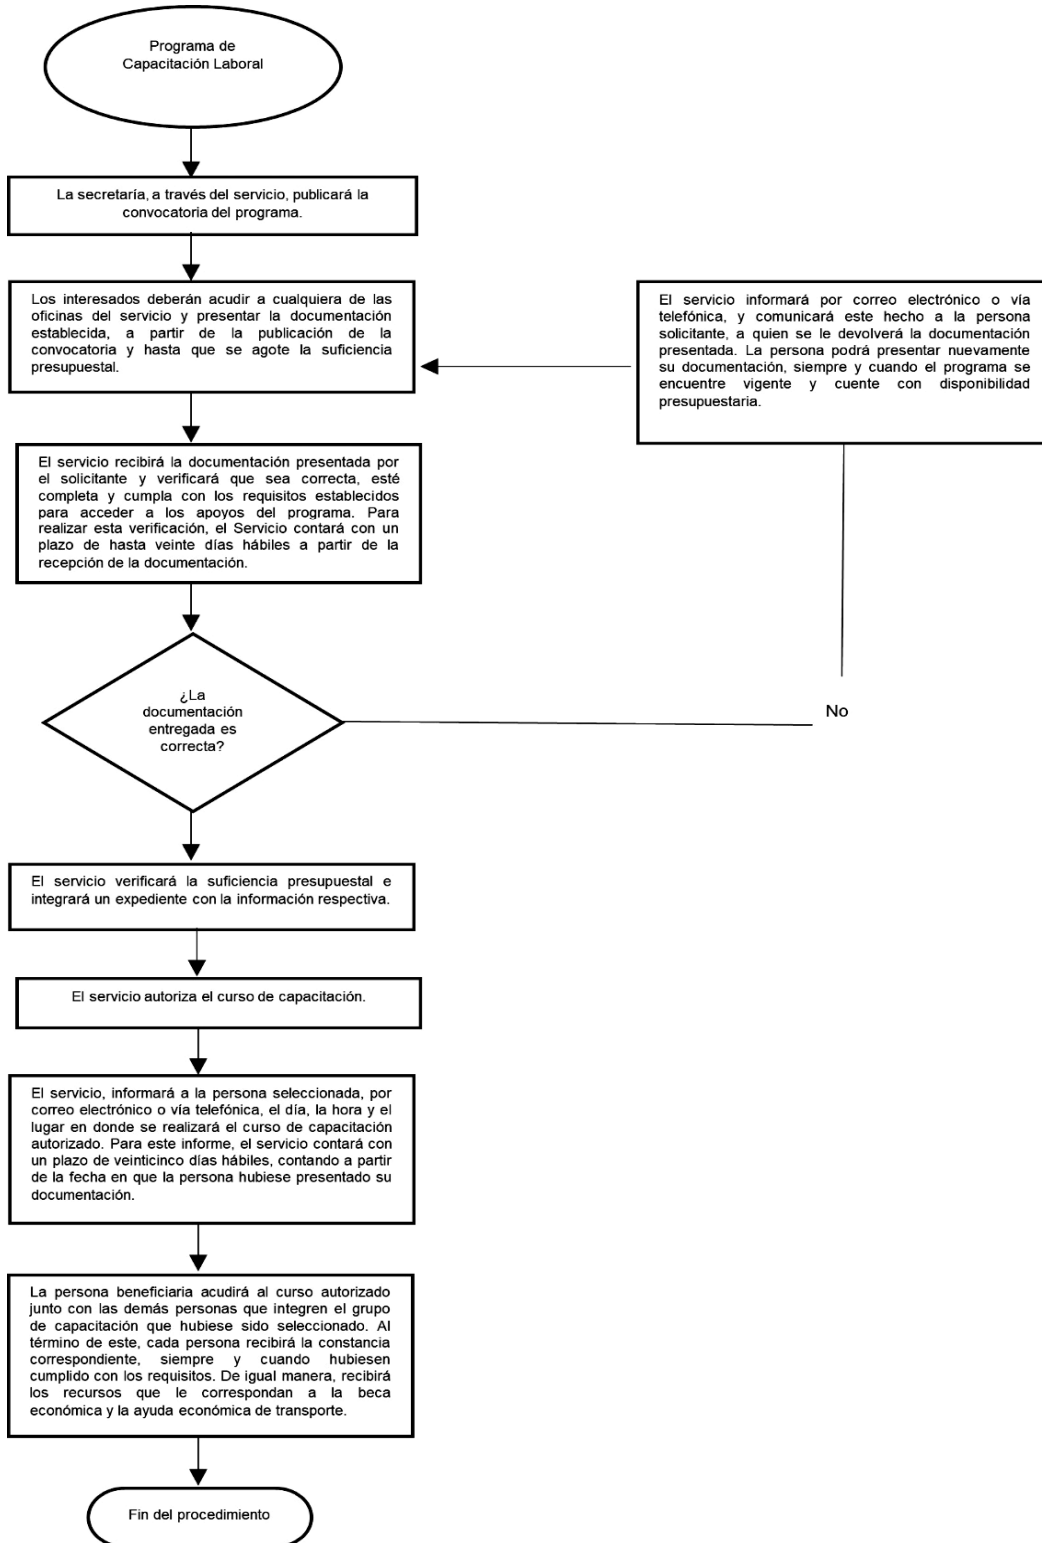 Programa de
Capacitación Laboral
La secretaría, a través del servicio, publicará la
convocatoria del programa.
Los interesados deberán acudir a cualquiera de las
oficinas del servicio y presentar la documentación
establecida, a partir de la publicación de la
convocatoria y hasta que se agote la suficiencia
presupuestal.
El servicio informará por correo electrónico o vía
telefónica, y comunicará este hecho a la persona
solicitante, a quien se le devolverá la documentación
presentada. La persona podrá presentar nuevamente
su documentación, siempre y cuando el programa se
encuentre vigente y cuente con disponibilidad
presupuestaria.
El servicio recibirá la documentación presentada por
el solicitante y verificará que sea correcta, esté
completa y cumpla con los requisitos establecidos
para acceder a los apoyos del programa. Para
realizar esta verificación, el Servicio contará con un
plazo de hasta veinte días hábiles a partir de la
recepción de la documentación.
¿La
documentación
entregada es
correcta?
No
El servicio verificará la suficiencia presupuestal e
integrará un expediente con la información respectiva.
El servicio autoriza el curso de capacitación.
El servicio, informará a la persona seleccionada, por
correo electrónico o vía telefónica, el día, la hora y el
lugar en donde se realizará el curso de capacitación
autorizado. Para este informe, el servicio contará con
un plazo de veinticinco días hábiles, contando a partir
de la fecha en que la persona hubiese presentado su
documentación.
La persona beneficiaria acudirá al curso autorizado
junto con las demás personas que integren el grupo
de capacitación que hubiese sido seleccionado. Al
término de este, cada persona recibirá la constancia
correspondiente, siempre y cuando hubiesen
cumplido con los requisitos. De igual manera, recibirá
los recursos que le correspondan a la beca
económica y la ayuda económica de transporte.
Fin del procedimiento